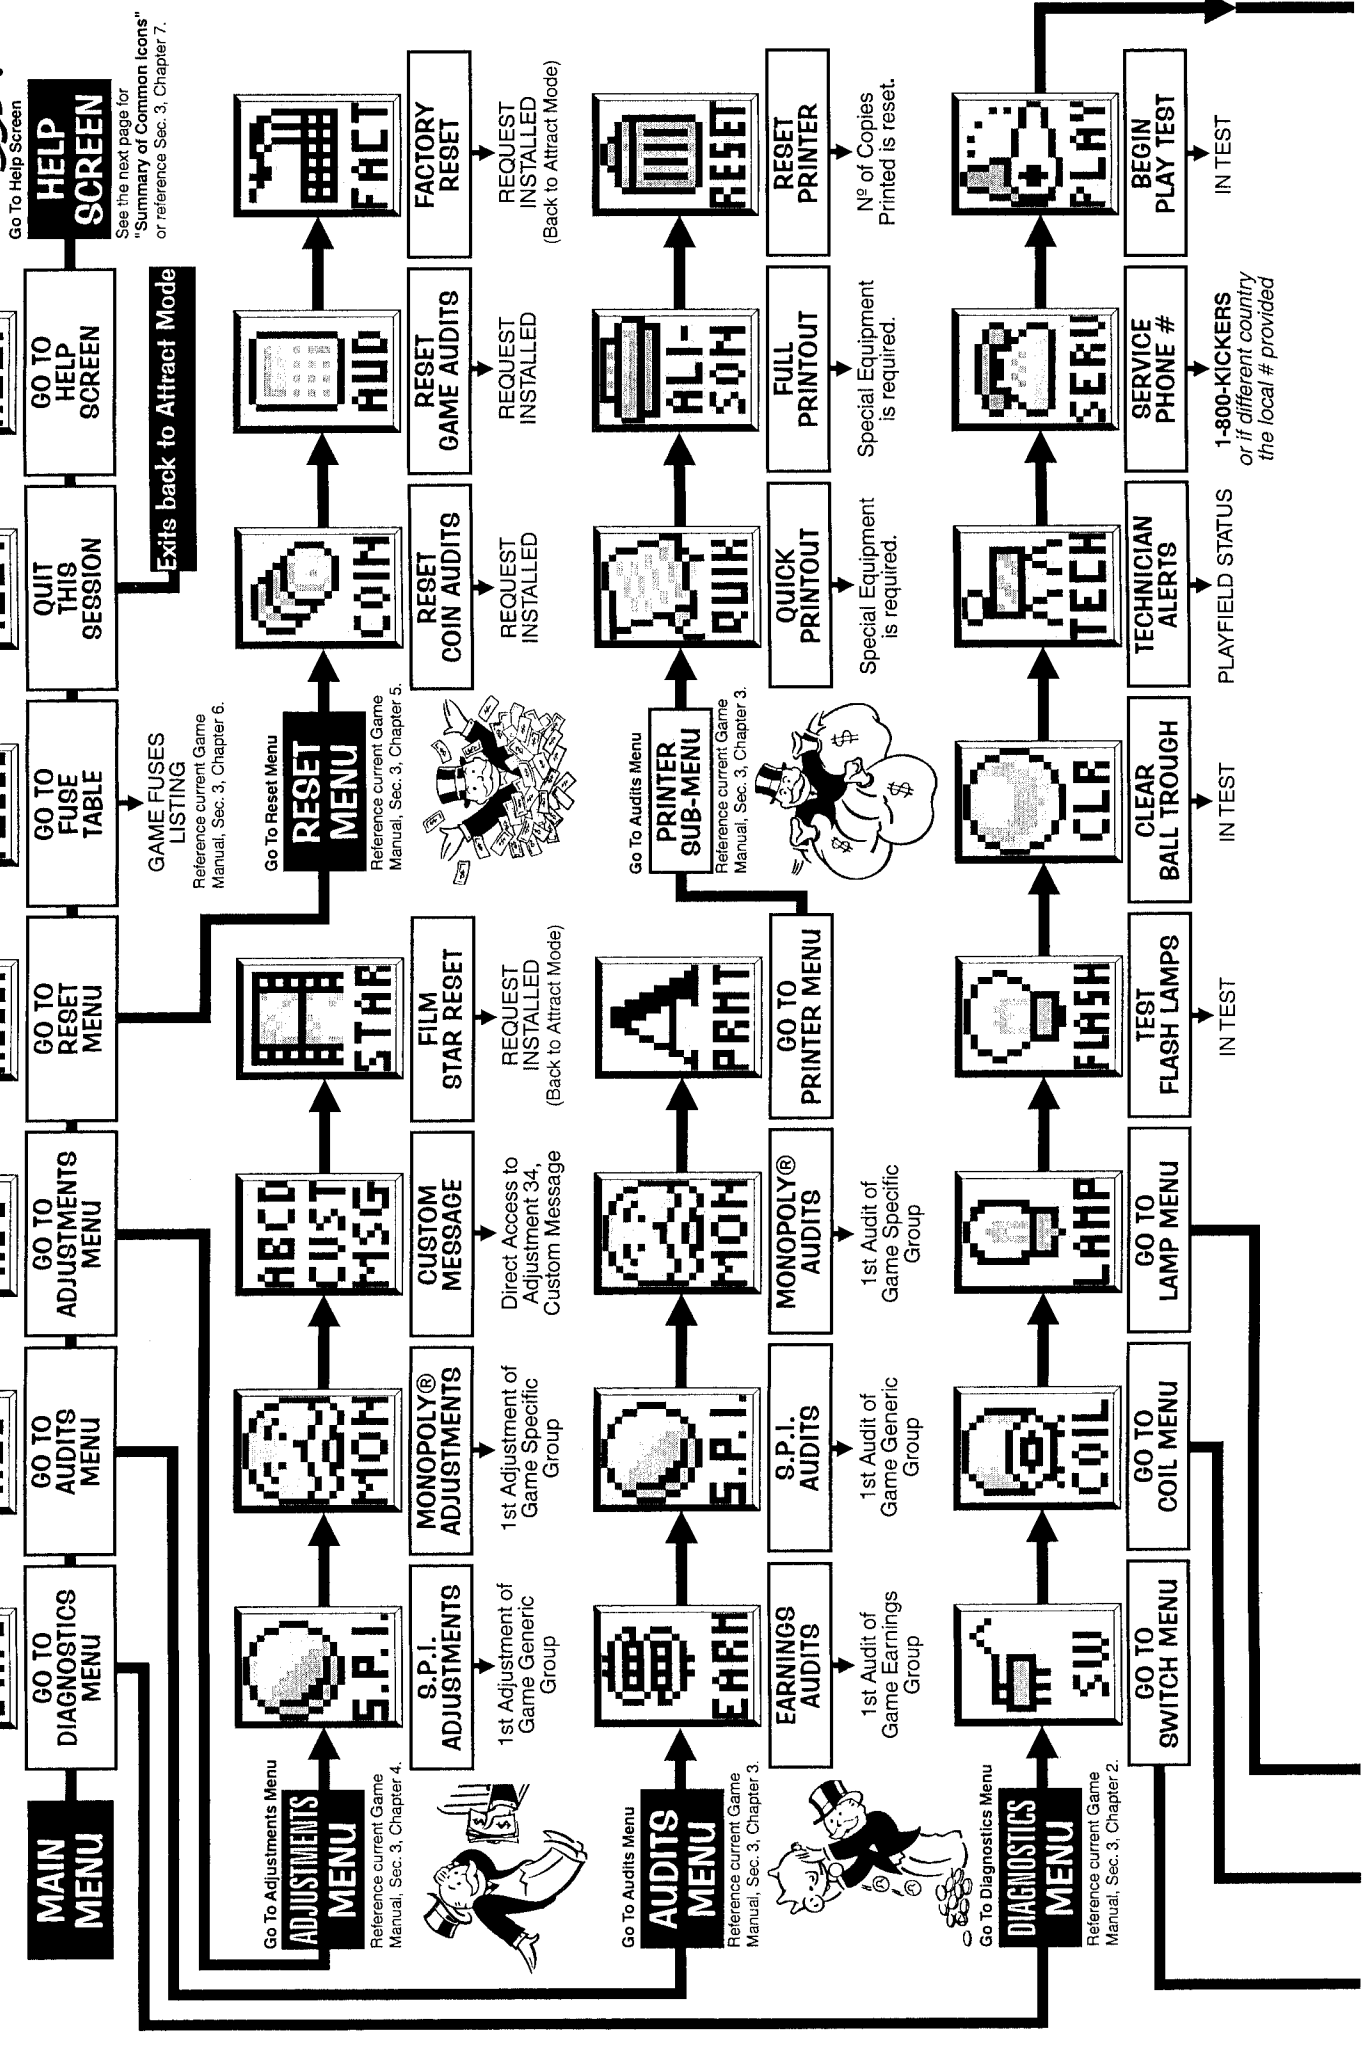 MAIN
MENU
GO TO
DIAGNOSTICS
MENU
GO TO
AUDITS
MENU
GO TO
ADJUSTMENTS
MENU
GO TO
RESET
MENU
GO TO
FUSE
TABLE
GAME FUSES
LISTING
Reference current Game
Manual, Sec. 3, Chapter 6.
QUIT
THIS
SESSION
Exits back to Attract Mode
GO TO
HELP
SCREEN
Go To Help Screen
HELP
SCREEN
See the next page for
"Summary of Common Icons"
or reference Sec. 3, Chapter 7.
Go To Adjustments Menu
ADJUSTMENTS
MENU
Reference current Game
Manual, Sec. 3, Chapter 4.
S.P.I.
S.P.I.
ADJUSTMENTS
1st Adjustment of
Game Generic
Group
MON
MONOPOLY®
ADJUSTMENTS
1st Adjustment of
Game Specific
Group
ABCD
CUST
MSG
CUSTOM
MESSAGE
Direct Access to
Adjustment 34,
Custom Message
STAR
FILM
STAR RESET
REQUEST
INSTALLED
(Back to Attract Mode)
Go To Reset Menu
RESET
MENU
Reference current Game
Manual, Sec. 3, Chapter 5.
COIN
RESET
COIN AUDITS
REQUEST
INSTALLED
AUD
RESET
GAME AUDITS
REQUEST
INSTALLED
FACT
FACTORY
RESET
REQUEST
INSTALLED
(Back to Attract Mode)
Go To Audits Menu
AUDITS
MENU
Reference current Game
Manual, Sec. 3, Chapter 3.
EARN
EARNINGS
AUDITS
1st Audit of
Game Earnings
Group
S.P.I.
S.P.I.
AUDITS
1st Audit of
Game Generic
Group
MON
MONOPOLY®
AUDITS
1st Audit of
Game Specific
Group
PRNT
GO TO
PRINTER MENU
Go To Audits Menu
PRINTER
SUB-MENU
Reference current Game
Manual, Sec. 3, Chapter 3.
$
$
$
QUIK
QUICK
PRINTOUT
Special Equipment
is required.
ALI-
SON
FULL
PRINTOUT
Special Equipment
is required.
RESET
RESET
PRINTER
Nº of Copies
Printed is reset.
Go To Diagnostics Menu
DIAGNOSTICS
MENU
Reference current Game
Manual, Sec. 3, Chapter 2.
SW
GO TO
SWITCH MENU
COIL
GO TO
COIL MENU
LAMP
GO TO
LAMP MENU
FLASH
TEST
FLASH LAMPS
IN TEST
CLR
CLEAR
BALL TROUGH
IN TEST
TECH
TECHNICIAN
ALERTS
PLAYFIELD STATUS
SERV
SERVICE
PHONE #
1-800-KICKERS
or if different country
the local # provided
PLAY
BEGIN
PLAY TEST
IN TEST